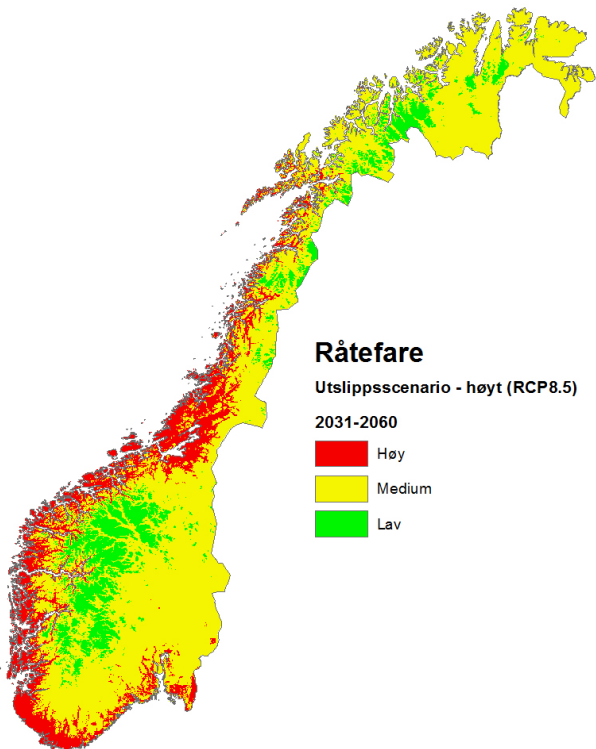 Råtefare
Utslippsscenario - høyt (RCP8.5)
2031-2060
Høy
Medium
Lav